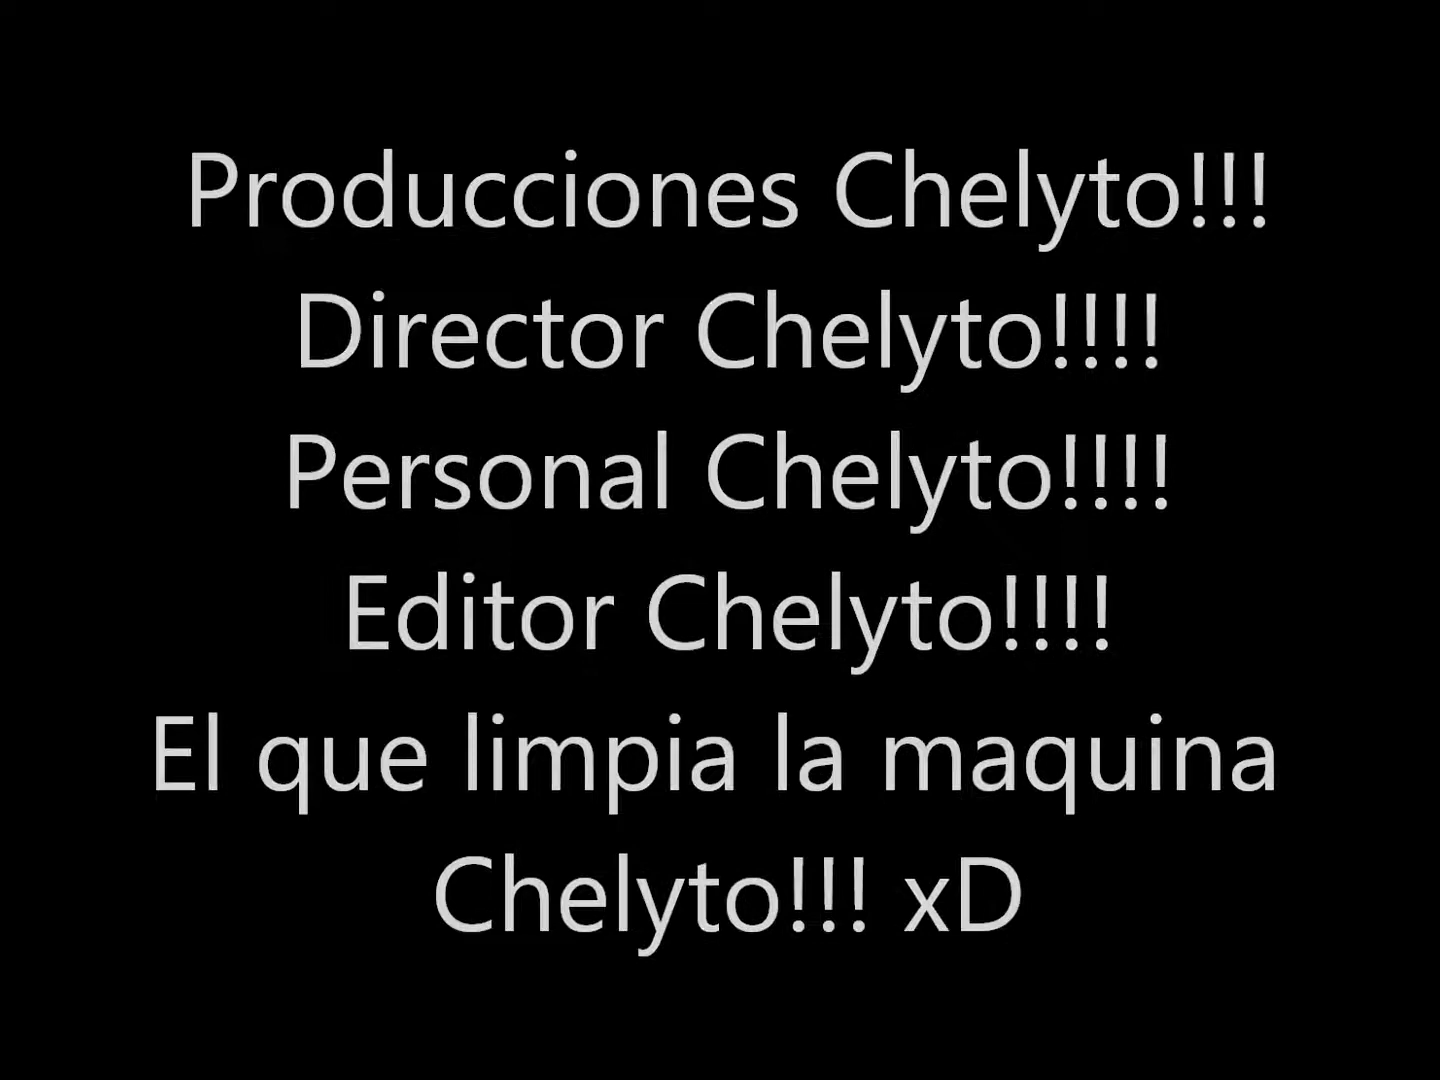 Producciones Chelyto!!!
Director Chelyto!!!!
Personal Chelyto!!!!
Editor Chelyto!!!!
El que limpia la maquina
Chelyto!!! xD